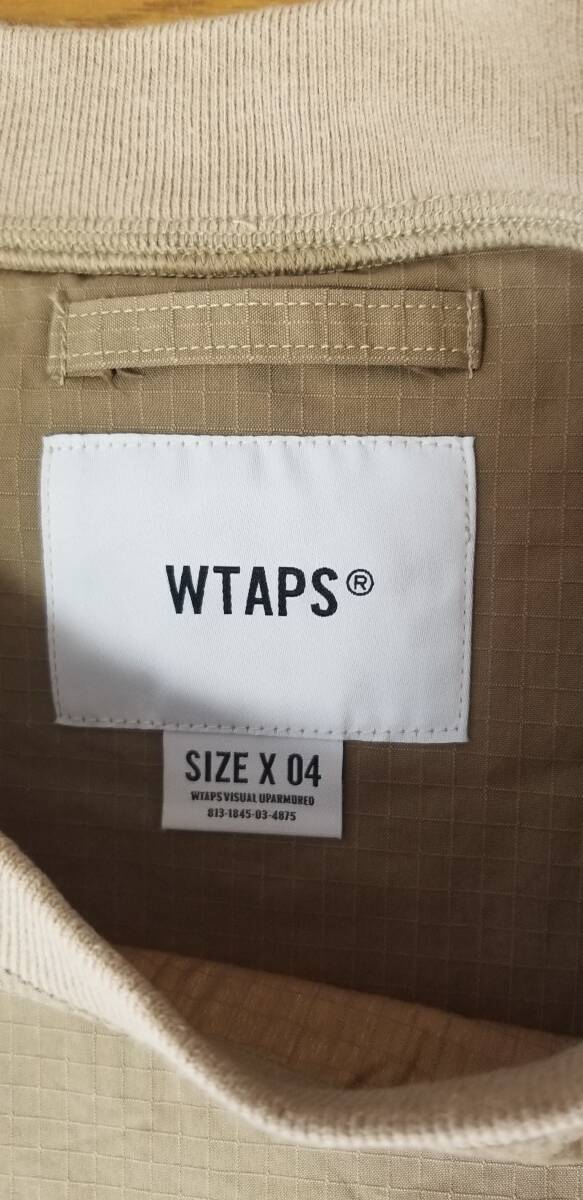 WTAPS®
SIZE X 04
WTAPS VISUAL UPARMORED
813-1845-03-4875